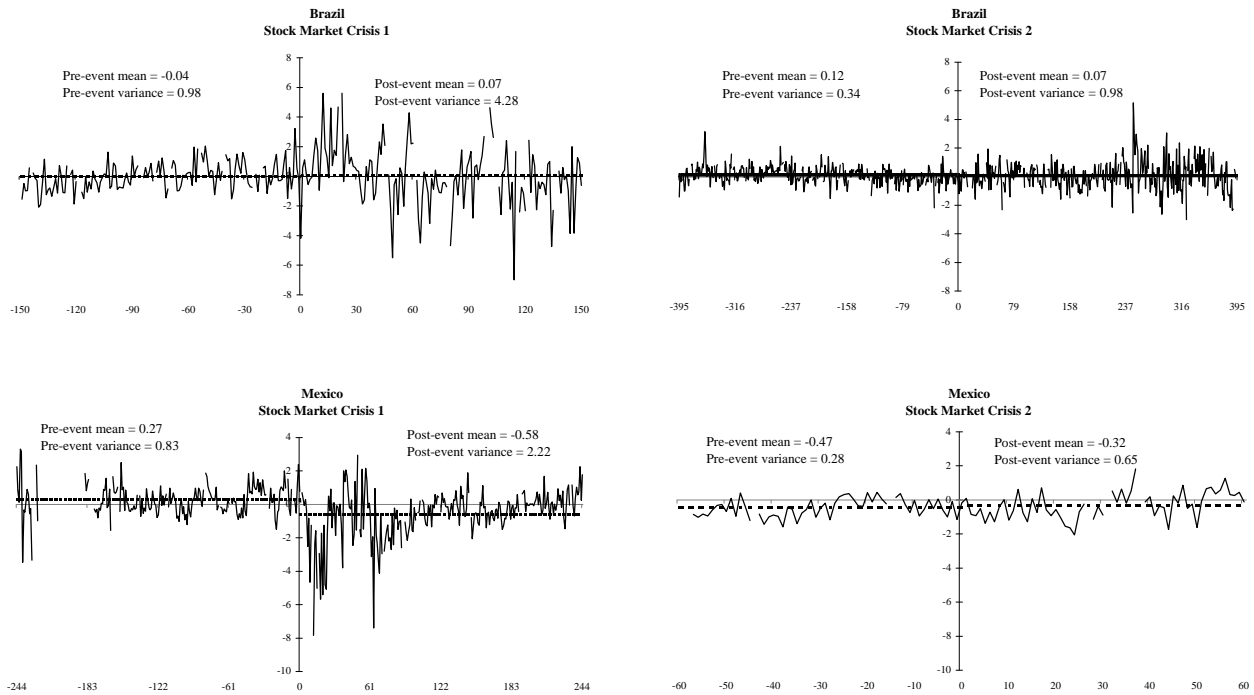 Brazil
Stock Market Crisis 1
Pre-event mean = -0.04
Pre-event variance = 0.98
Post-event mean = 0.07
Post-event variance = 4.28
8
6
4
2
0
-2
-4
-6
-8
-150 -120 -90 -60 -30 0 30 60 90 120 150
Brazil
Stock Market Crisis 2
Pre-event mean = 0.12
Pre-event variance = 0.34
Post-event mean = 0.07
Post-event variance = 0.98
8
6
4
2
0
-2
-4
-6
-8
-395 -316 -237 -158 -79 0 79 158 237 316 395
Mexico
Stock Market Crisis 1
Pre-event mean = 0.27
Pre-event variance = 0.83
Post-event mean = -0.58
Post-event variance = 2.22
4
2
0
-2
-4
-6
-8
-10
-244 -183 -122 -61 0 61 122 183 244
Mexico
Stock Market Crisis 2
Pre-event mean = -0.47
Pre-event variance = 0.28
Post-event mean = -0.32
Post-event variance = 0.65
4
2
0
-2
-4
-6
-8
-10
-60 -50 -40 -30 -20 -10 0 10 20 30 40 50 60